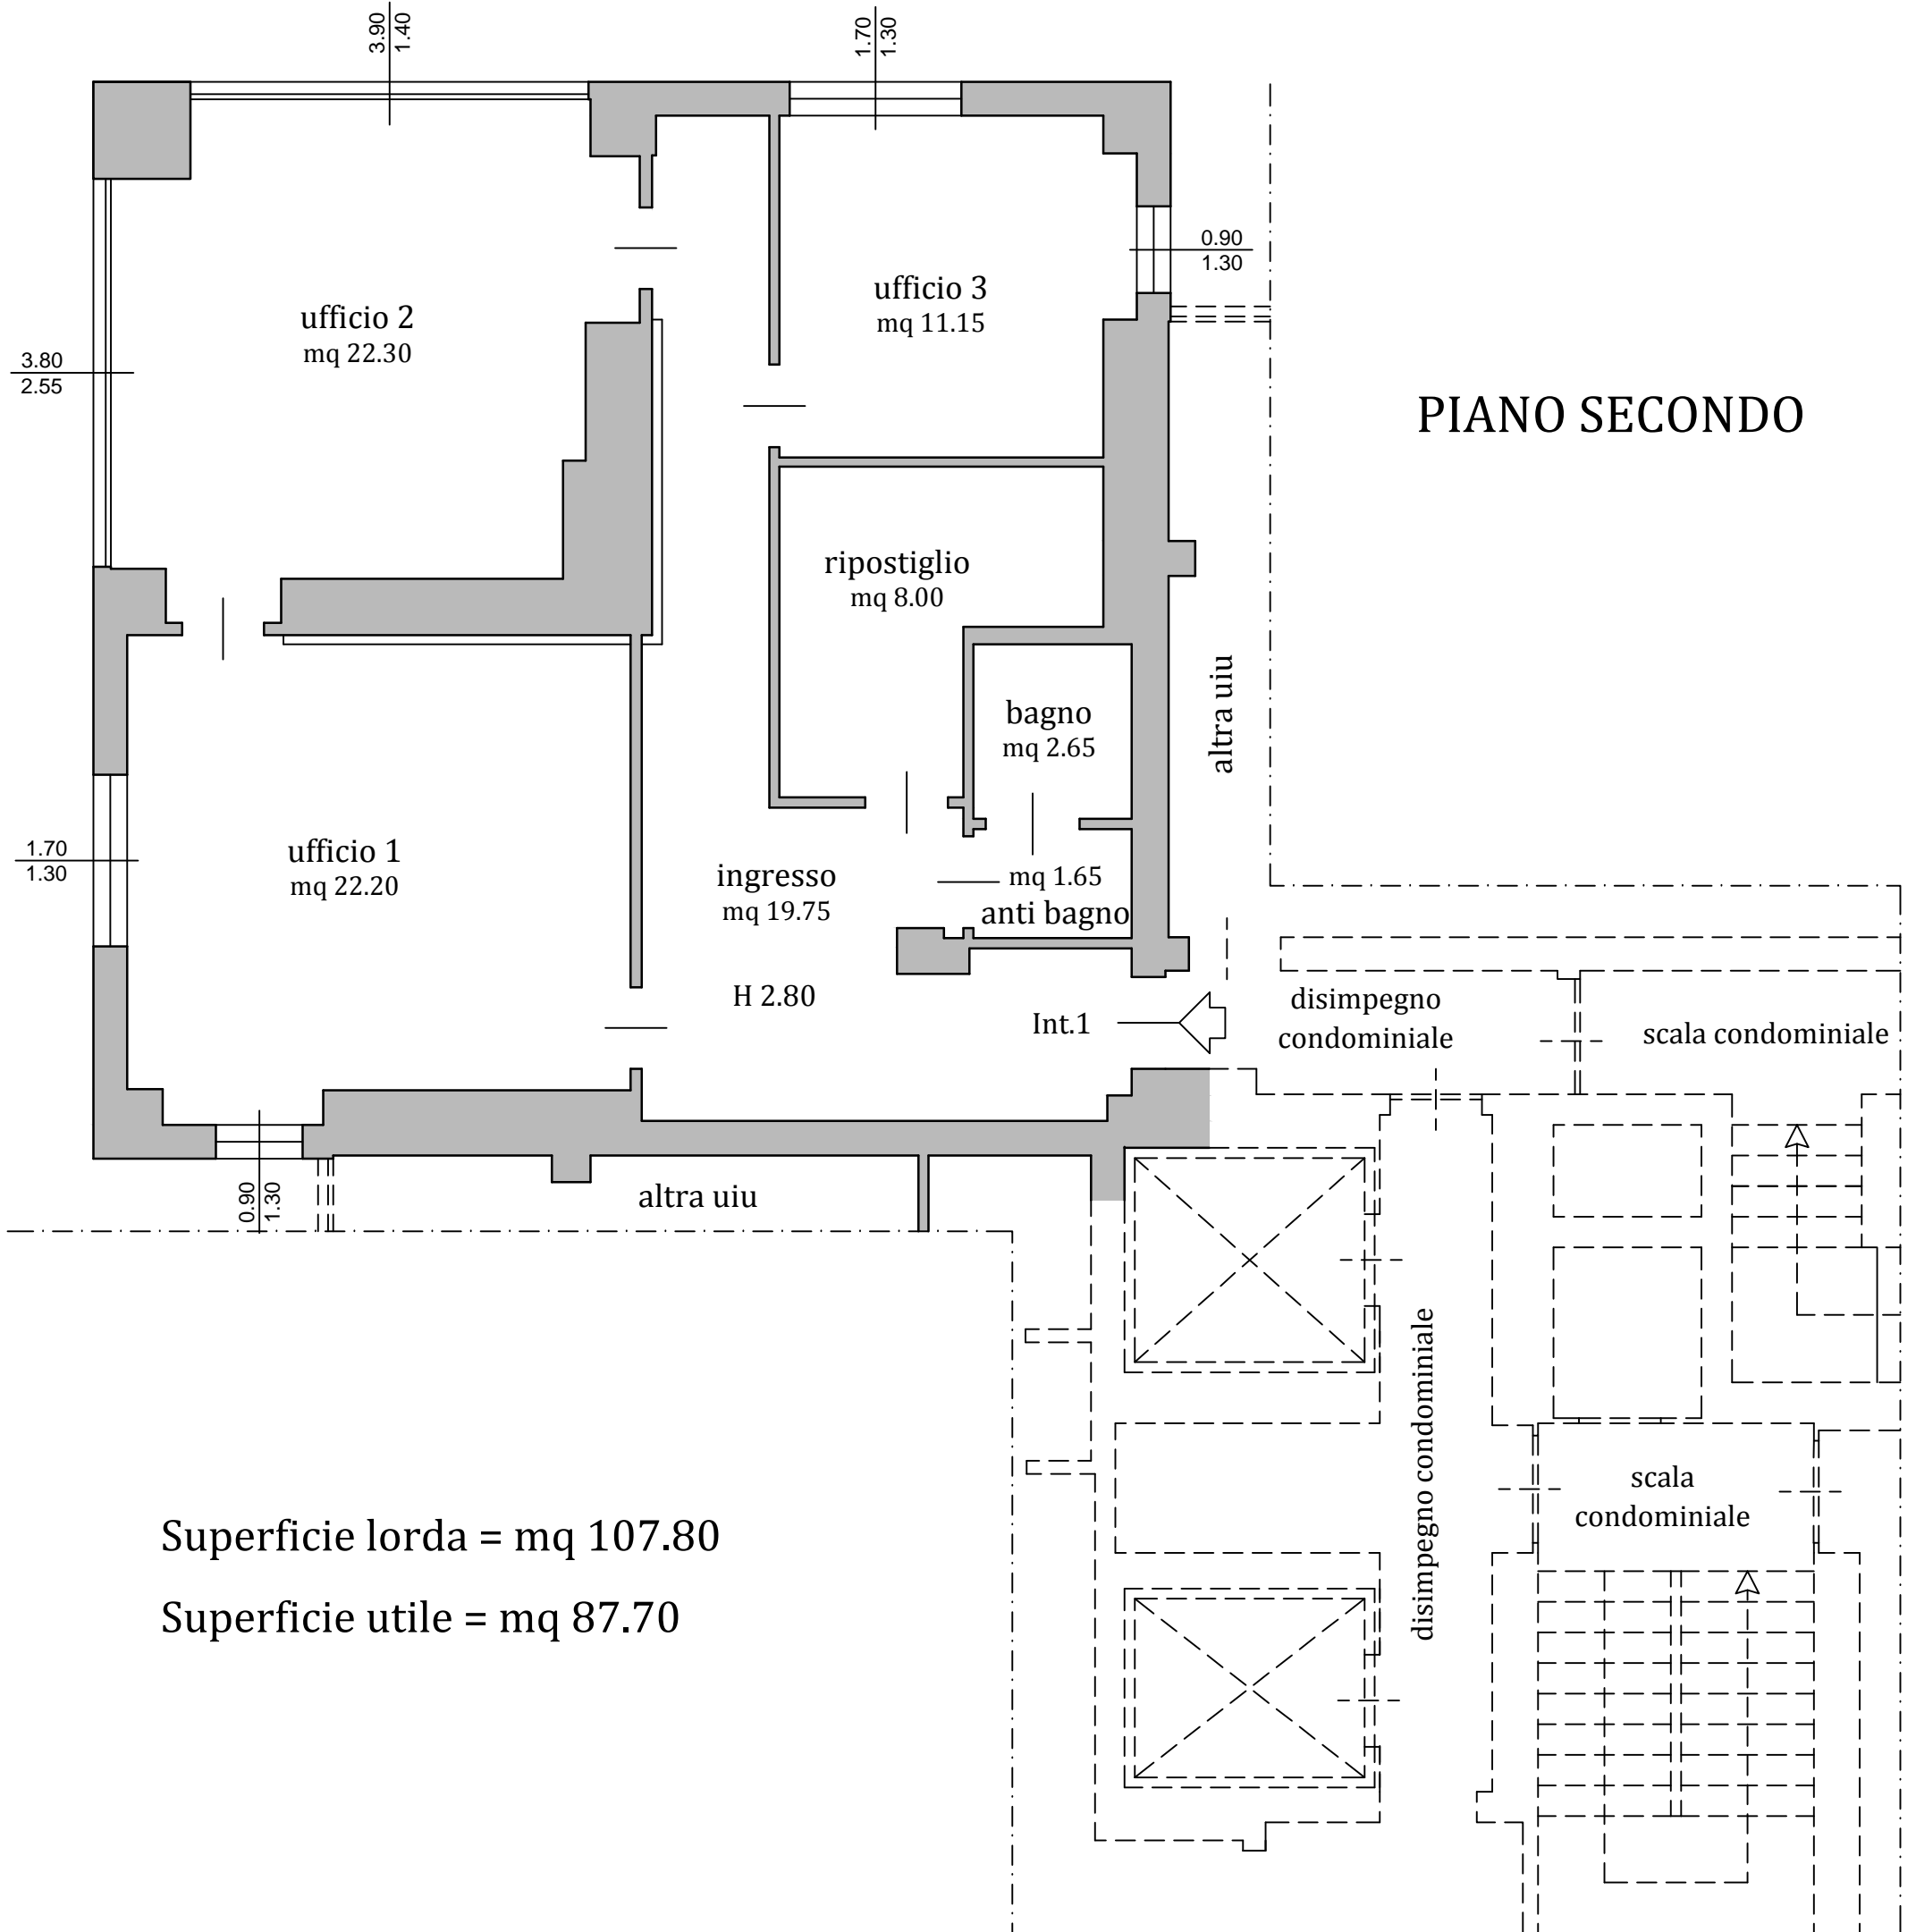 3.90
1.40
1.70
1.30
0.90
1.30
ufficio 2
mq 22.30
ufficio 3
mq 11.15
3.80
2.55
PIANO SECONDO
ripostiglio
mq 8.00
bagno
mq 2.65
altra uiu
1.70
1.30
ufficio 1
mq 22.20
ingresso
mq 19.75
mq 1.65
anti bagno
H 2.80
Int.1
disimpegno
condominiale
scala condominiale
0.90
1.30
altra uiu
disimpegno condominiale
scala
condominiale
Superficie lorda = mq 107.80
Superficie utile = mq 87.70